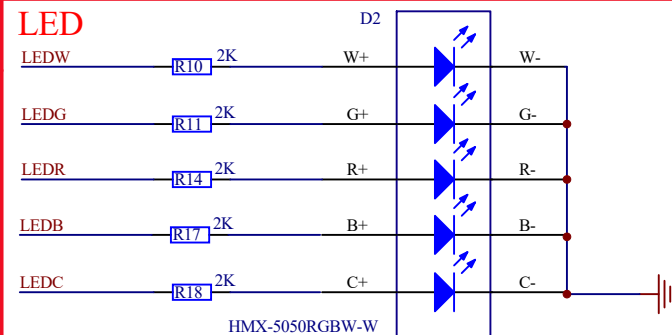 LED
D2
LEDW R10 2K W+ W-
LEDG R11 2K G+ G-
LEDR R14 2K R+ R-
LEDB R17 2K B+ B-
LEDC R18 2K C+ C-
HMX-5050RGBW-W